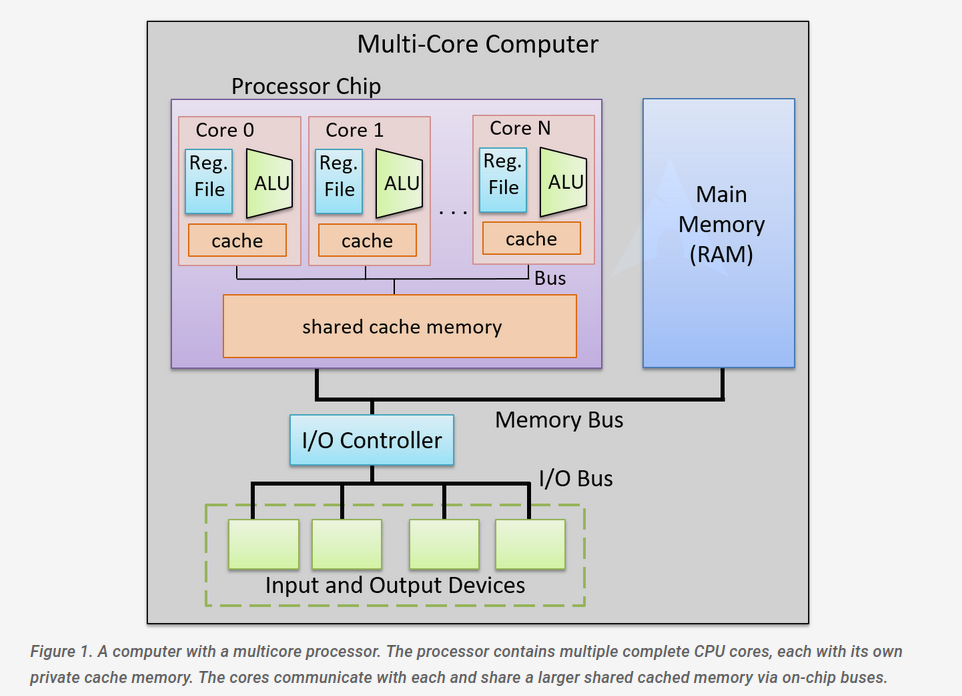 Multi-Core Computer
Processor Chip
Core 0
Reg.
File
ALU
cache
Core 1
Reg.
File
ALU
cache
. . .
Core N
Reg.
File
ALU
cache
Bus
shared cache memory
Main
Memory
(RAM)
Memory Bus
I/O Controller
I/O Bus
Input and Output Devices
Figure 1. A computer with a multicore processor. The processor contains multiple complete CPU cores, each with its own
private cache memory. The cores communicate with each and share a larger shared cached memory via on-chip buses.